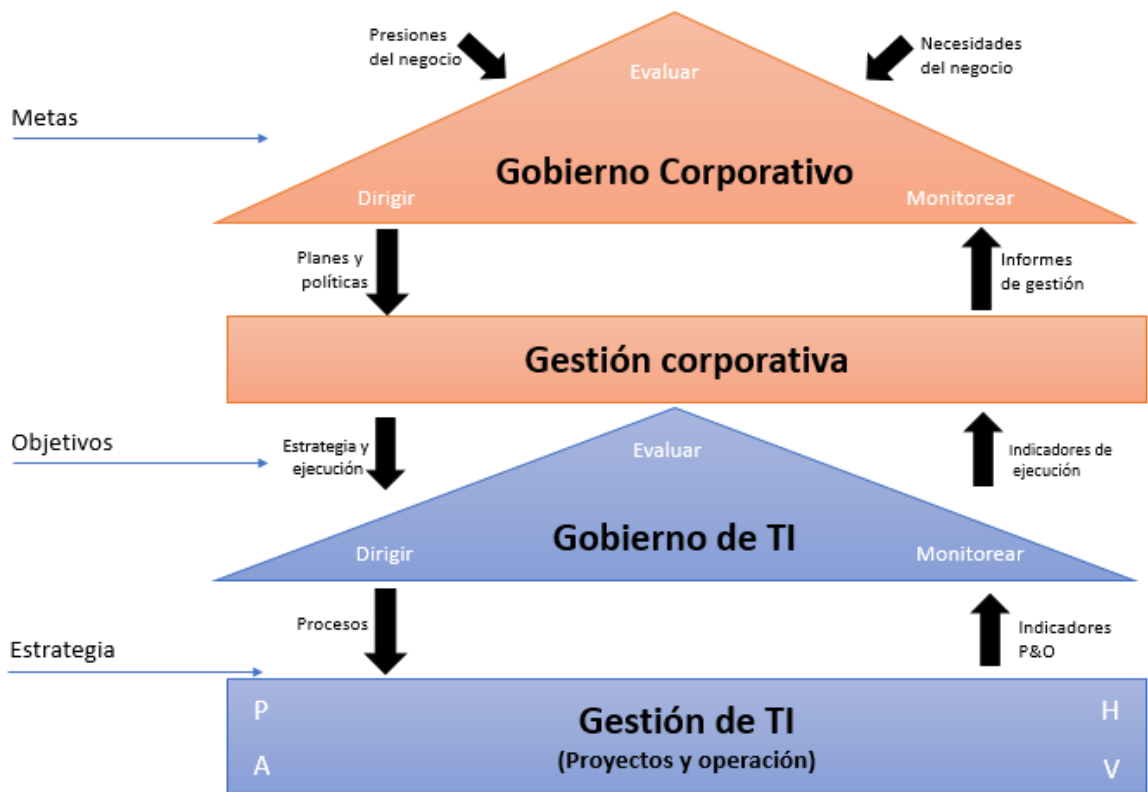 Presiones
del negocio
Necesidades
del negocio
Evaluar
Metas
Gobierno Corporativo
Dirigir
Monitorear
Planes y
políticas
Informes
de gestión
Gestión corporativa
Objetivos
Estrategia y
ejecución
Evaluar
Indicadores de
ejecución
Gobierno de TI
Dirigir
Monitorear
Procesos
Indicadores
P&O
Estrategia
P
Gestión de TI
H
A
(Proyectos y operación)
V